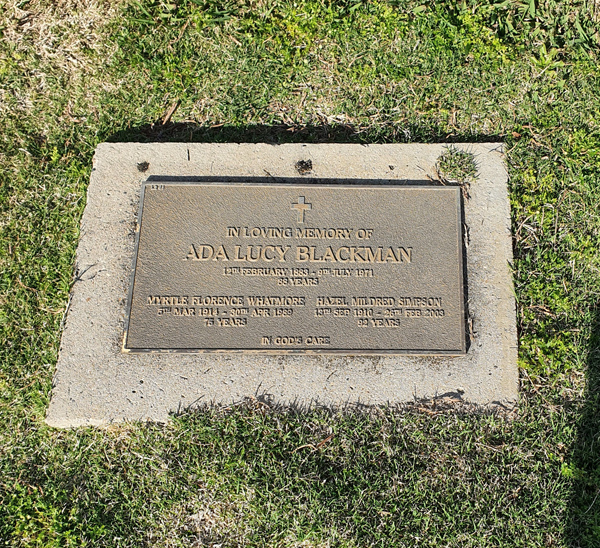 IN LOVING MEMORY OF
ADA LUCY BLACKMAN
12TH FEBRUARY 1883 - 9TH JULY 1971
YEARS
MYRTLE FLORENCE WHATMORE
5TH MAR 1914 - 30TH APR 1989
75 YEARS
HAZEL MILDRED SIMPSON
13TH SEP 1910 - 26TH FEB 2003
92 YEARS
IN GOD'S CARE